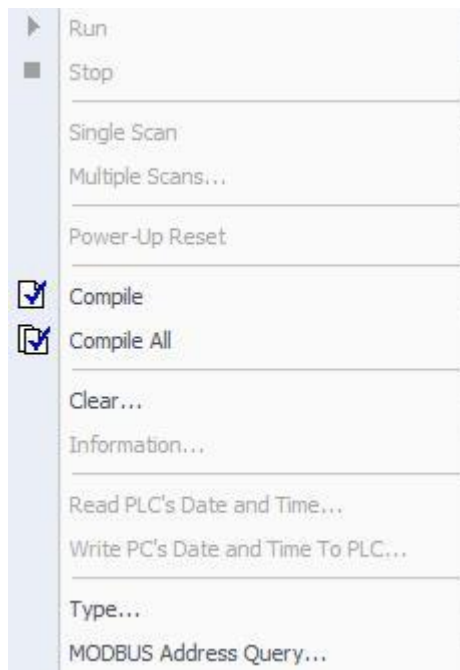 Run
Stop
Single Scan
Multiple Scans...
Power-Up Reset
Compile
Compile All
Clear...
Information...
Read PLC's Date and Time...
Write PC's Date and Time To PLC...
Type...
MODBUS Address Query...